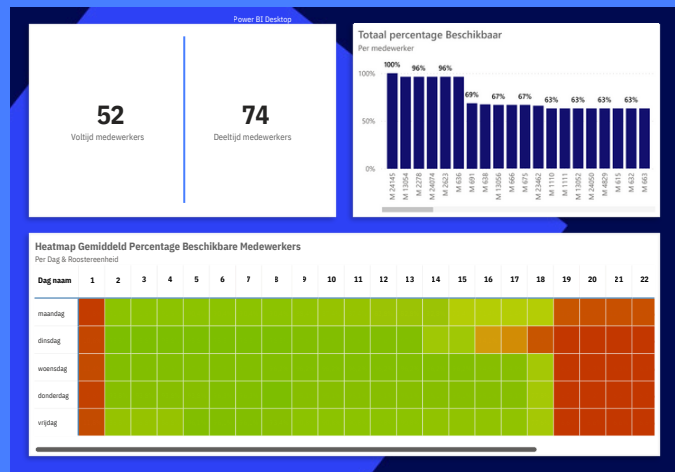 Power BI Desktop
52
Voltijd medewerkers
74
Deeltijd medewerkers
Totaal percentage Beschikbaar
Per medewerker
100%
50%
0%
100% 96% 96% 69% 67% 67% 63% 63% 63% 63%
M 24145
M 13054
M 2278
M 24074
M 2623
M 636
M 691
M 638
M 13056
M 666
M 675
M 23462
M 1110
M 1111
M 13052
M 24050
M 4829
M 615
M 632
M 663
Heatmap Gemiddeld Percentage Beschikbare Medewerkers
Per Dag & Roostereenheid
Dag naam 1 2 3 4 5 6 7 8 9 10 11 12 13 14 15 16 17 18 19 20 21 22
maandag
dinsdag
woensdag
donderdag
vrijdag